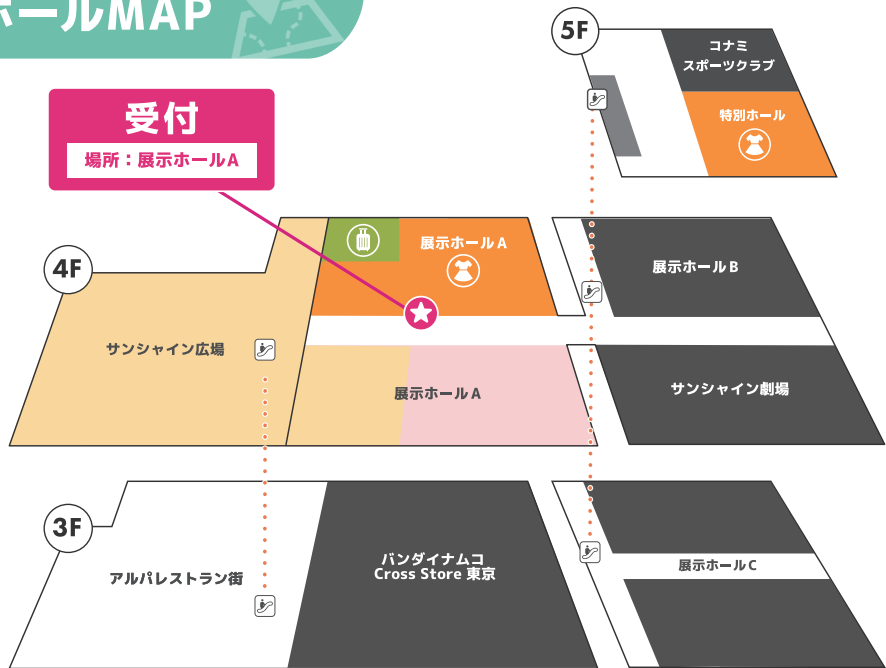 ホールMAP
5F
コナミ
スポーツクラブ
特別ホール
受付
場所：展示ホールA
4F
展示ホールA
展示ホールB
サンシャイン広場
展示ホールA
サンシャイン劇場
3F
アルパレストラン街
バンダイナムコ
Cross Store 東京
展示ホールC